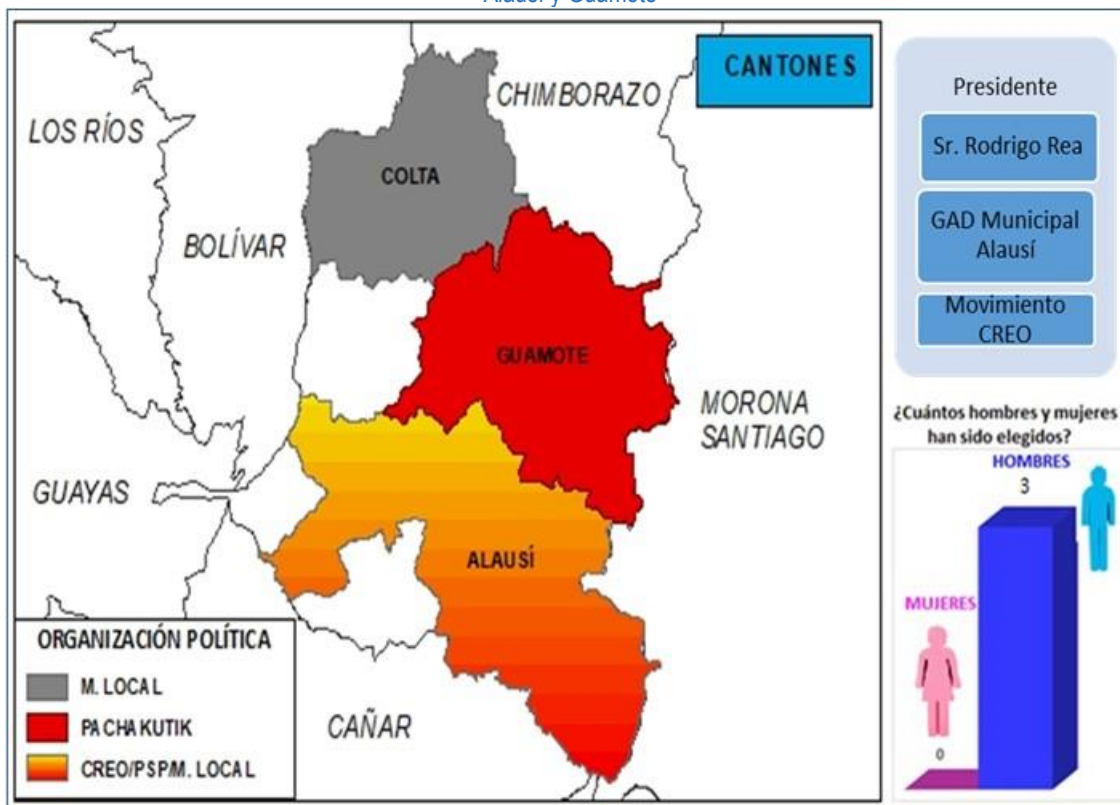 Alausí y Guamote
CANTONES
CHIMBORAZO
LOS RÍOS
COLTA
BOLÍVAR
GUAMOTE
MORONA
SANTIAGO
GUAYAS
ALAUSÍ
CAÑAR
ORGANIZACIÓN POLÍTICA
M. LOCAL
PACHAKUTIK
CREO/PSP/M. LOCAL
Presidente
Sr. Rodrigo Rea
GAD Municipal
Alausí
Movimiento
CREO
¿Cuántos hombres y mujeres
han sido elegidos?
HOMBRES
3
MUJERES
0